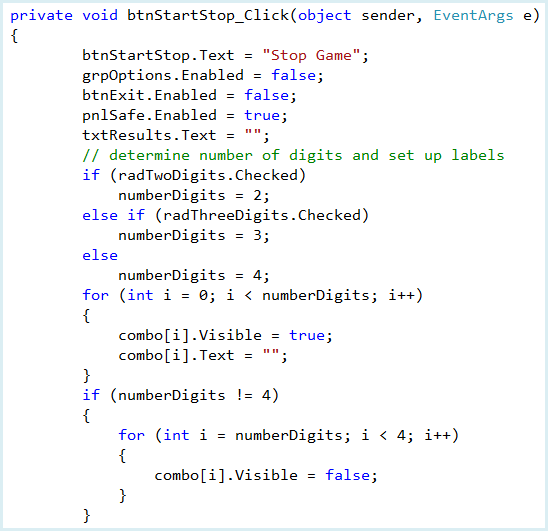 private void btnStartStop_Click(object sender, EventArgs e)
{
        btnStartStop.Text = "Stop Game";
        grpOptions.Enabled = false;
        btnExit.Enabled = false;
        pnlSafe.Enabled = true;
        txtResults.Text = "";
        // determine number of digits and set up labels
        if (radTwoDigits.Checked)
            numberDigits = 2;
        else if (radThreeDigits.Checked)
            numberDigits = 3;
        else
            numberDigits = 4;
        for (int i = 0; i < numberDigits; i++)
        {
            combo[i].Visible = true;
            combo[i].Text = "";
        }
        if (numberDigits != 4)
        {
            for (int i = numberDigits; i < 4; i++)
            {
                combo[i].Visible = false;
            }
        }